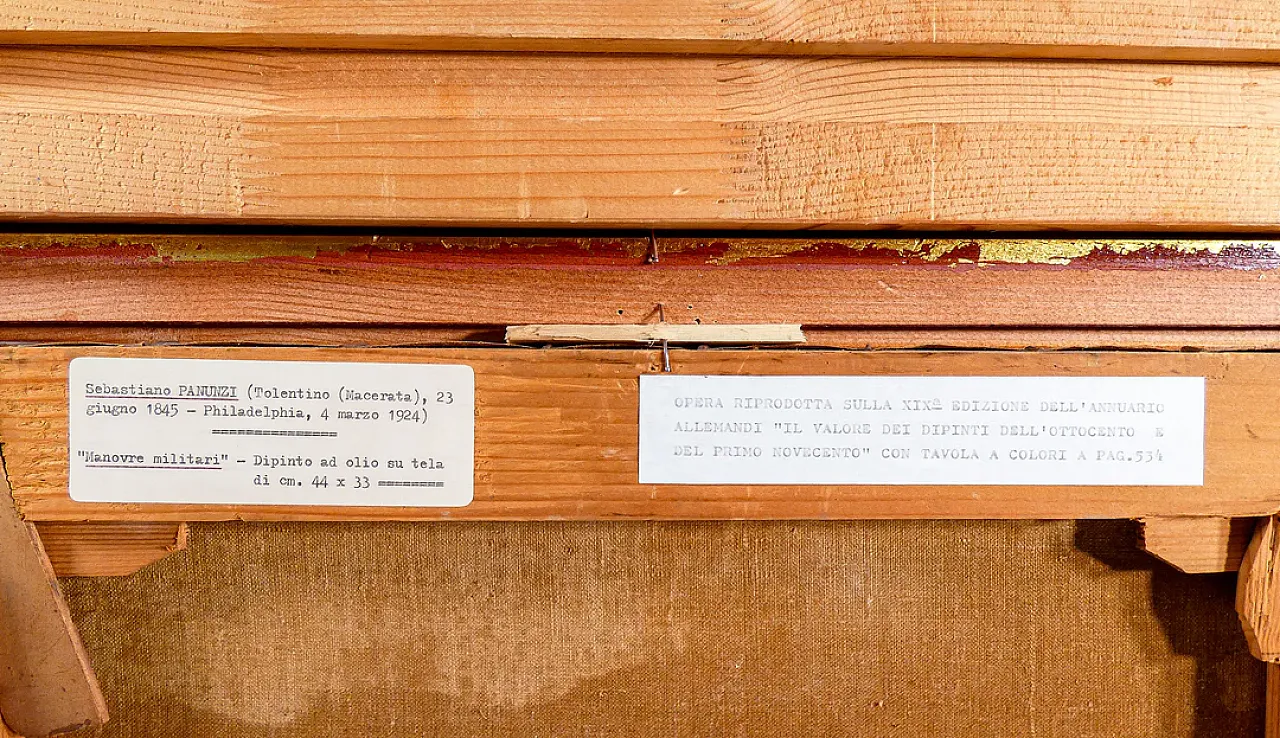 Sebastiano PANUNZI (Tolentino (Macerata), 23
giugno 1845 - Philadelphia, 4 marzo 1924)
===============
"Manovre militari" - Dipinto ad olio su tela
di cm. 44 x 33 ========
OPERA RIPRODOTTA SULLA XIXª EDIZIONE DELL'ANNUARIO
ALLEMANDI "IL VALORE DEI DIPINTI DELL'OTTOCENTO E
DEL PRIMO NOVECENTO" CON TAVOLA A COLORI A PAG.534